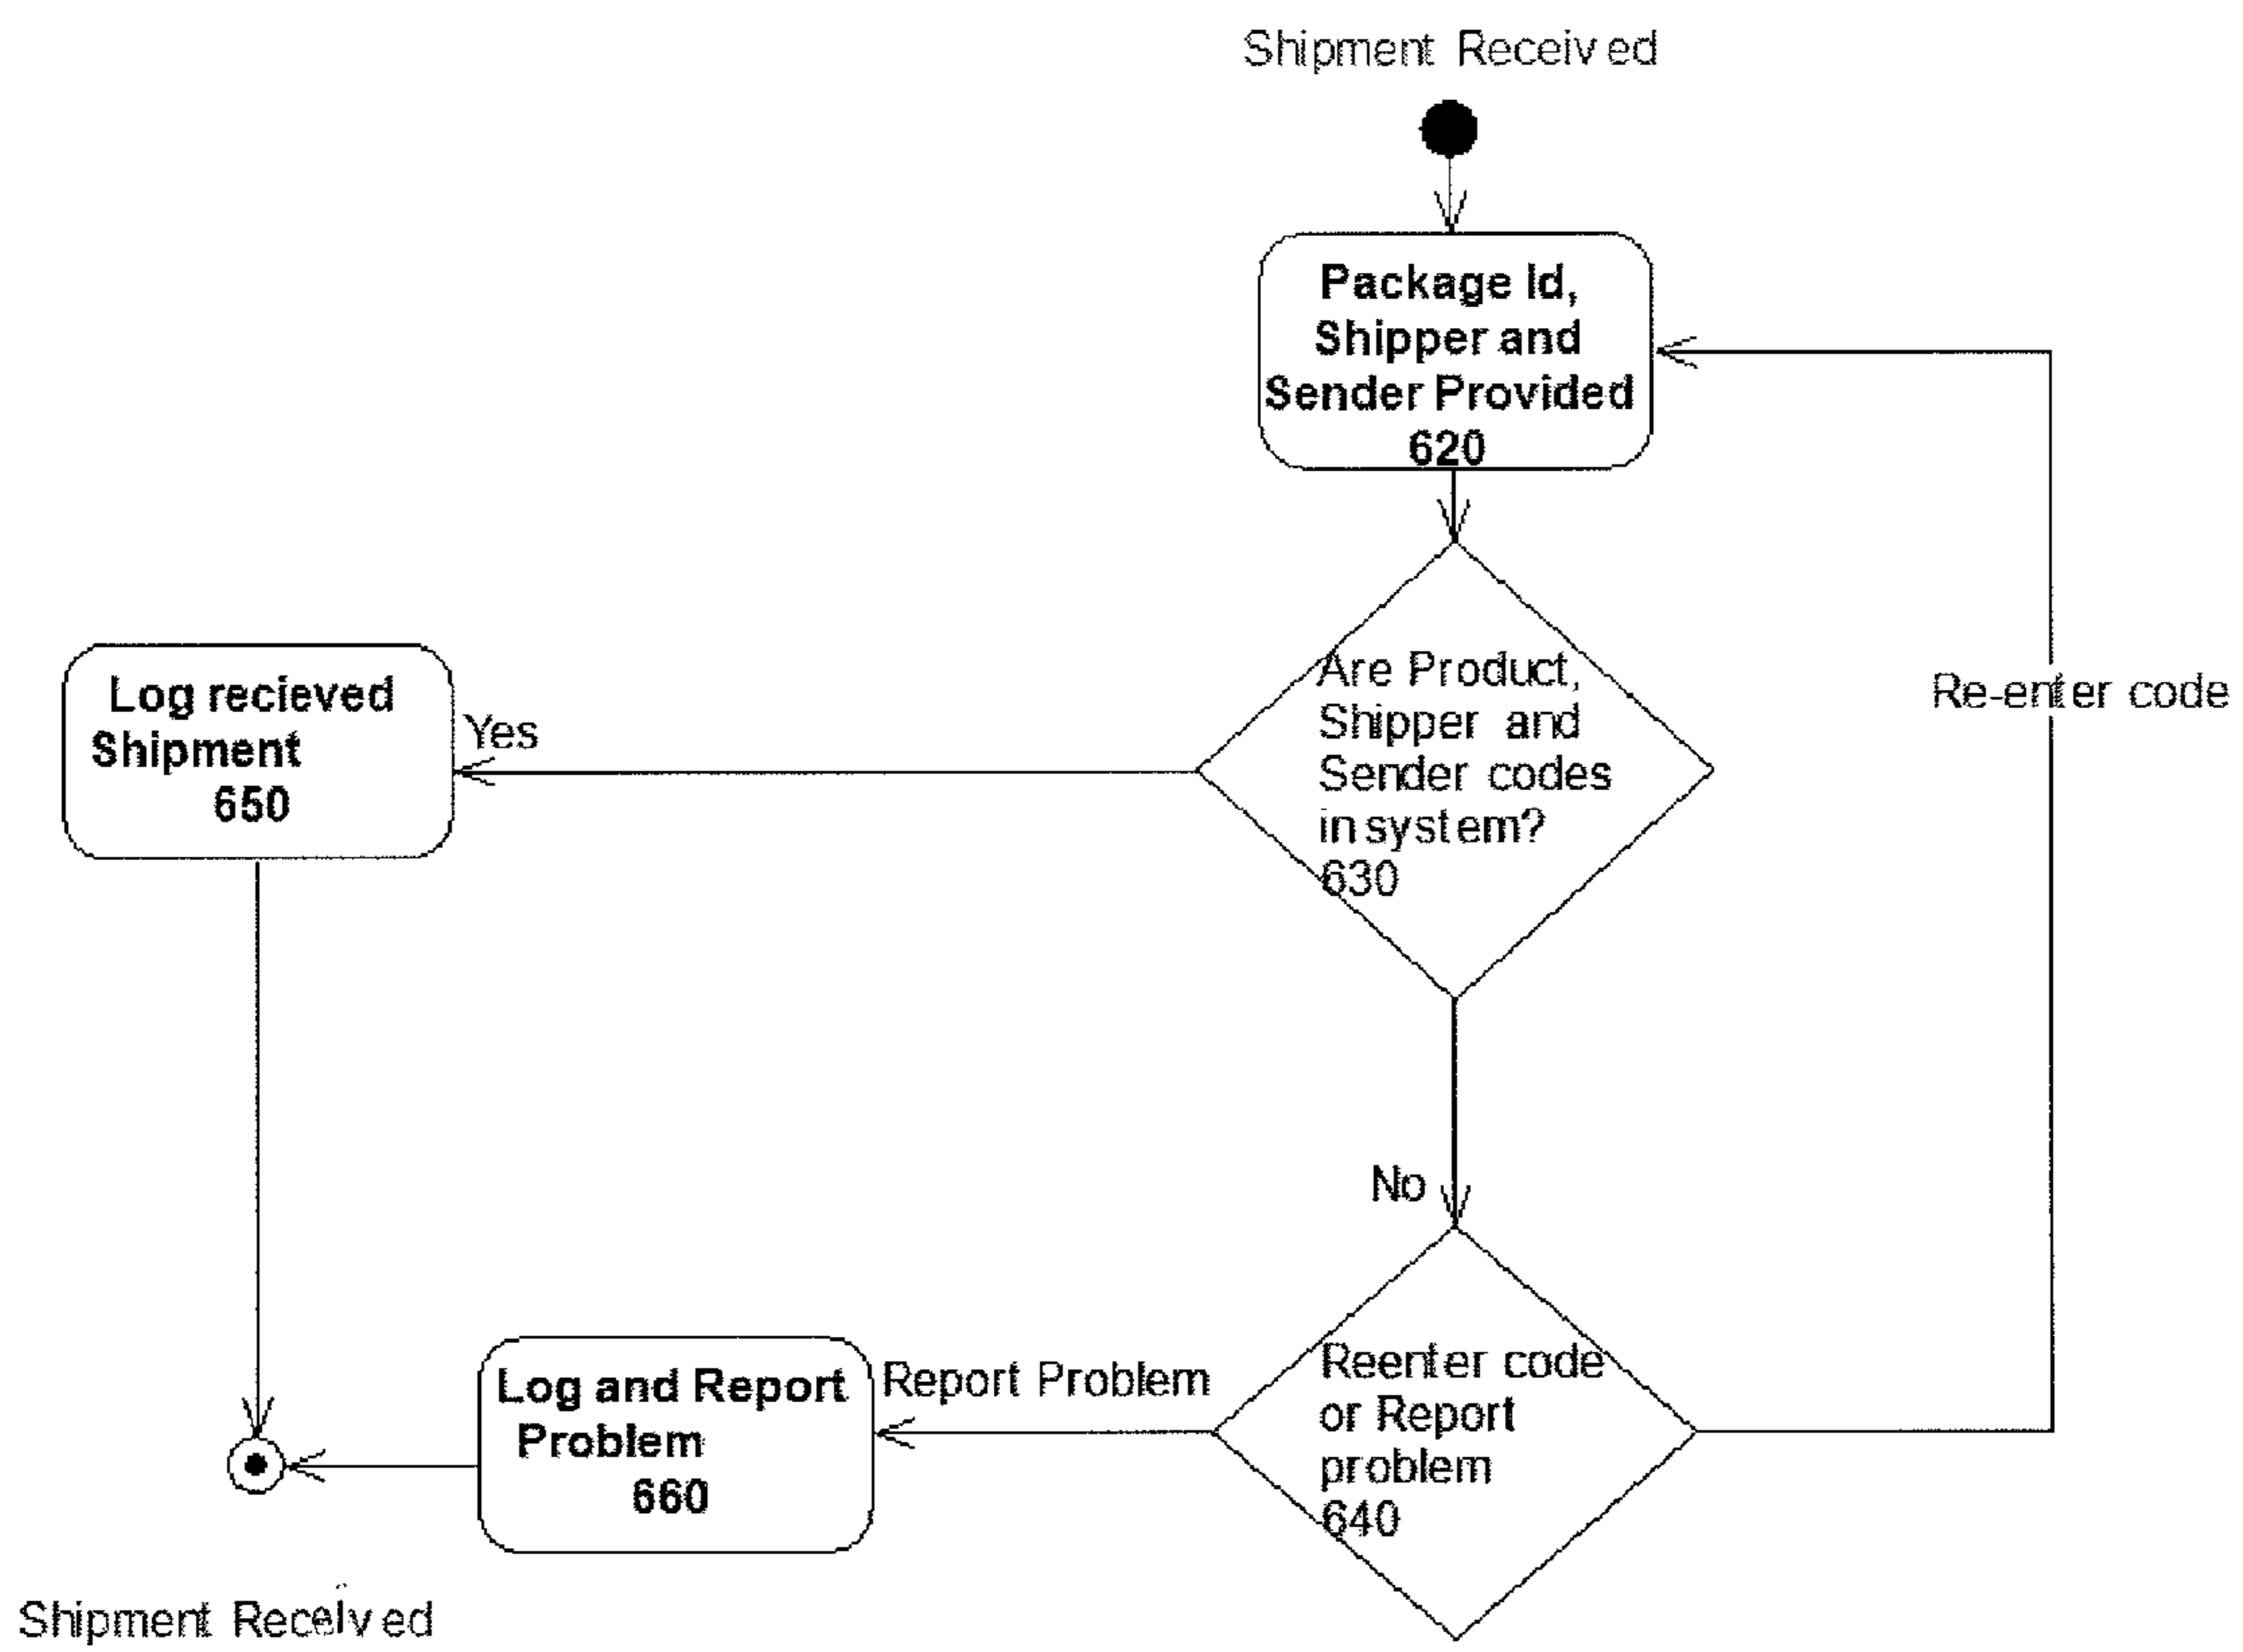 Shipment Received
Package Id,
Shipper and
Sender Provided
620
Are Product,
Shipper and
Sender codes
in system?
630
Re-enter code
Log recieved
Shipment
650
Yes
No
Reenter code
or Report
problem
640
Report Problem
Log and Report
Problem
660
Shipment Received